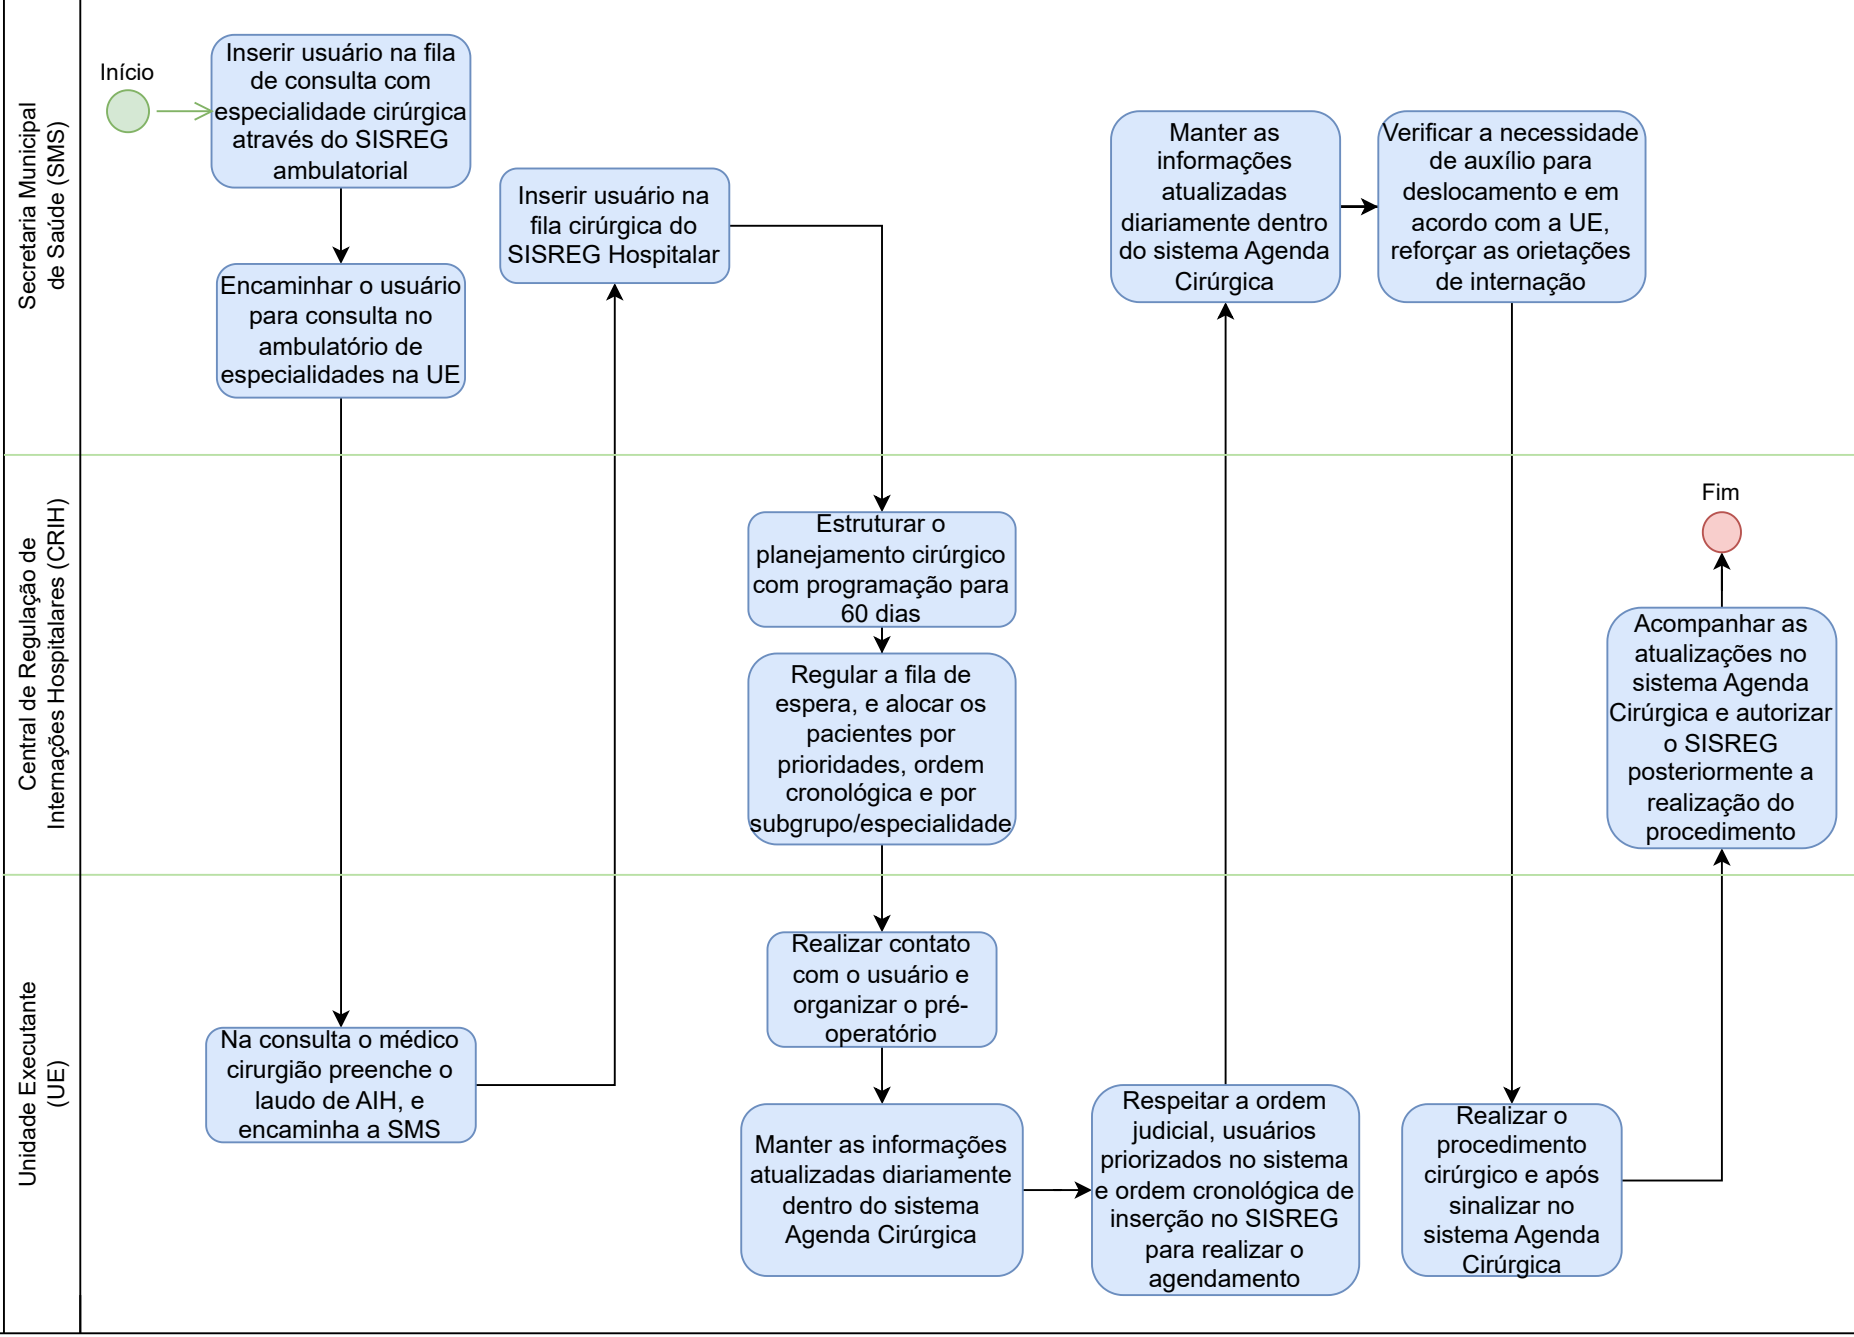 Secretaria Municipal
de Saúde (SMS)
Início
Inserir usuário na fila
de consulta com
especialidade cirúrgica
através do SISREG
ambulatorial
Encaminhar o usuário
para consulta no
ambulatório de
especialidades na UE
Inserir usuário na
fila cirúrgica do
SISREG Hospitalar
Manter as
informações
atualizadas
diariamente dentro
do sistema Agenda
Cirúrgica
Verificar a necessidade
de auxílio para
deslocamento e em
acordo com a UE,
reforçar as orietações
de internação
Central de Regulação de
Internações Hospitalares (CRIH)
Estruturar o
planejamento cirúrgico
com programação para
60 dias
Regular a fila de
espera, e alocar os
pacientes por
prioridades, ordem
cronológica e por
subgrupo/especialidade
Fim
Acompanhar as
atualizações no
sistema Agenda
Cirúrgica e autorizar
o SISREG
posteriormente a
realização do
procedimento
Unidade Executante
(UE)
Na consulta o médico
cirurgião preenche o
laudo de AIH, e
encaminha a SMS
Realizar contato
com o usuário e
organizar o pré-
operatório
Manter as informações
atualizadas diariamente
dentro do sistema
Agenda Cirúrgica
Respeitar a ordem
judicial, usuários
priorizados no sistema
e ordem cronológica de
inserção no SISREG
para realizar o
agendamento
Realizar o
procedimento
cirúrgico e após
sinalizar no
sistema Agenda
Cirúrgica